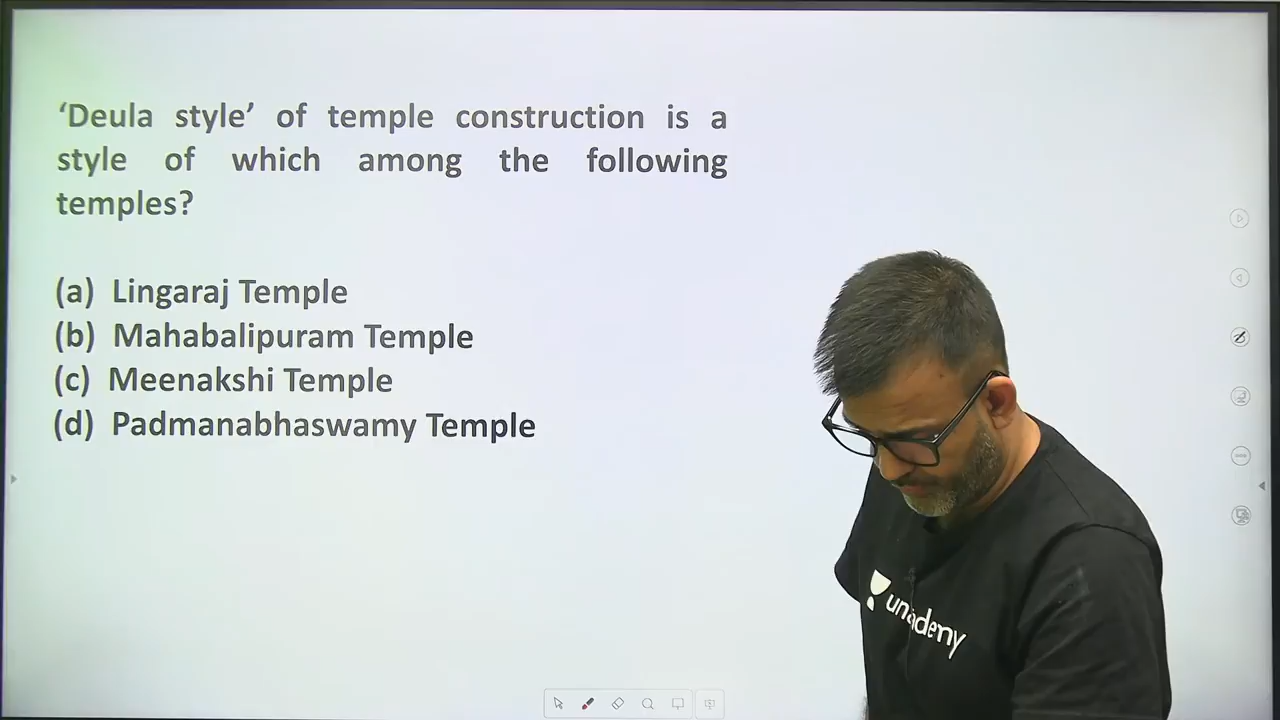 ‘Deula style’ of temple construction is a
style of which among the following
temples?
(a) Lingaraj Temple
(b) Mahabalipuram Temple
(c) Meenakshi Temple
(d) Padmanabhaswamy Temple
unacademy